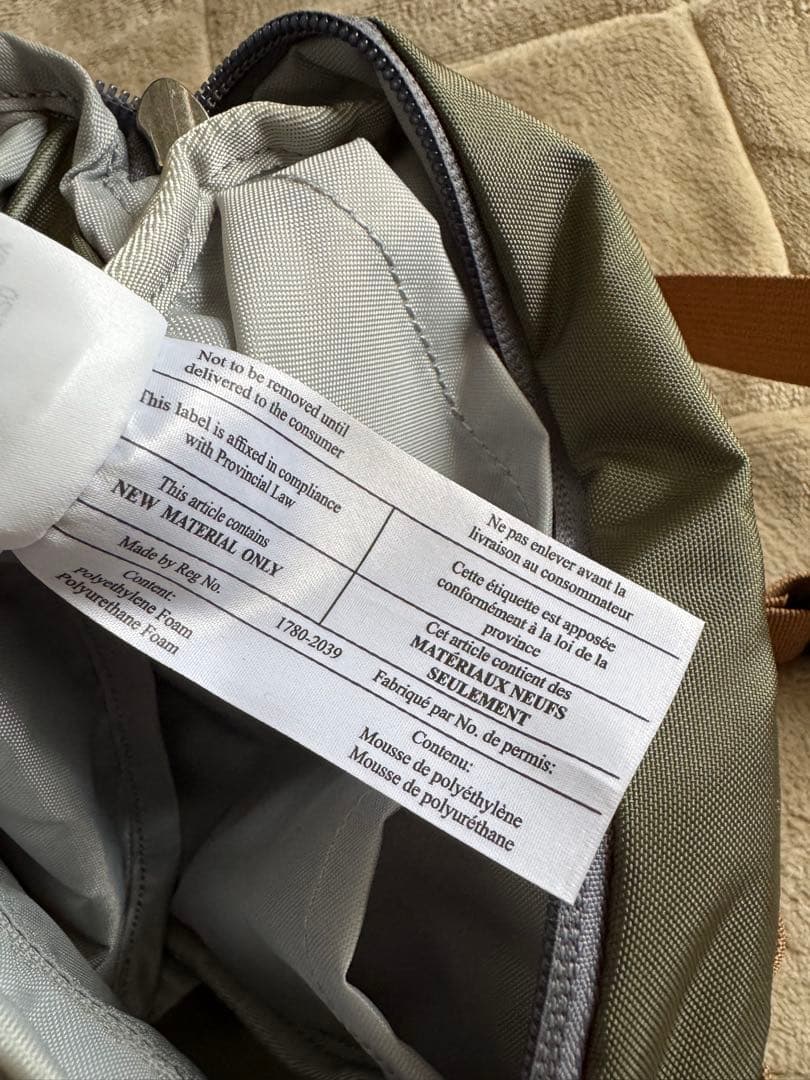 Not to be removed until
delivered to the consumer
This label is affixed in compliance
with Provincial Law
This article contains
NEW MATERIAL ONLY
Made by Reg No.
1780-2039
Content:
Polyethylene Foam
Polyurethane Foam
Ne pas enlever avant la
livraison au consommateur
Cette étiquette est apposée
conformément à la loi de la
province
Cet article contient des
MATÉRIAUX NEUFS
SEULEMENT
Fabriqué par No. de permis:
Contenu:
Mousse de polyéthylène
Mousse de polyuréthane